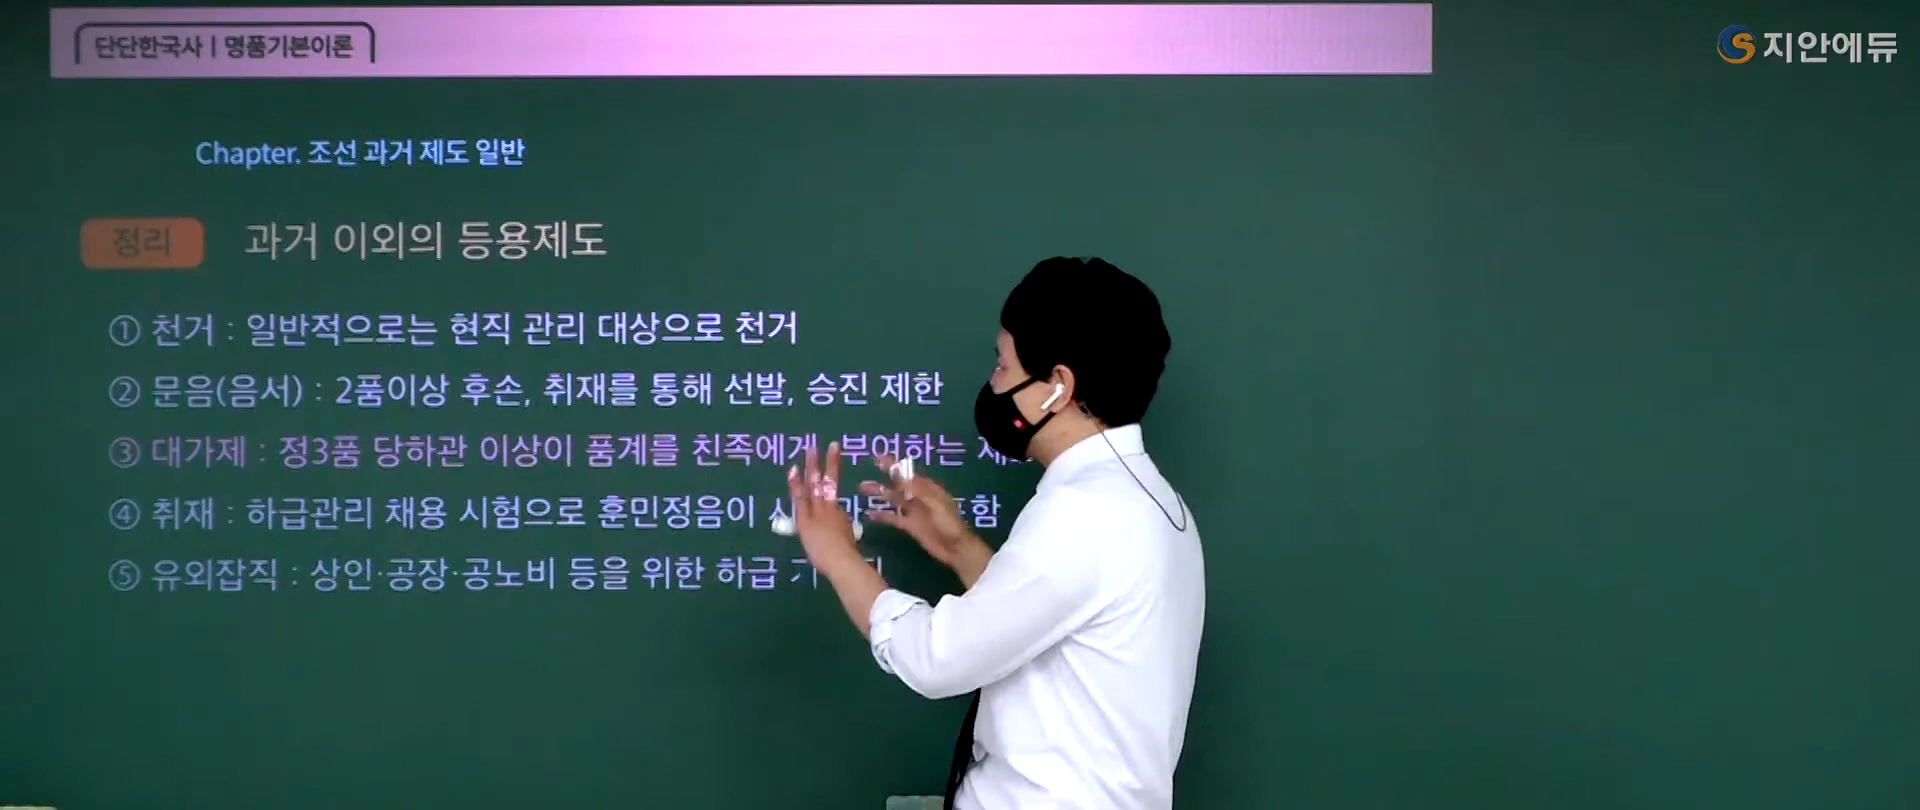 단단한국사 | 명품기본이론
지안에듀
Chapter. 조선 과거 제도 일반
정리 과거 이외의 등용제도
① 천거 : 일반적으로는 현직 관리 대상으로 천거
② 문음(음서) : 2품이상 후손, 취재를 통해 선발, 승진 제한
③ 대가제 : 정3품 당하관 이상이 품계를 친족에게 부여하는
④ 취재 : 하급관리 채용 시험으로 훈민정음이
⑤ 유외잡직 : 상인·공장·공노비 등을 위한 하급